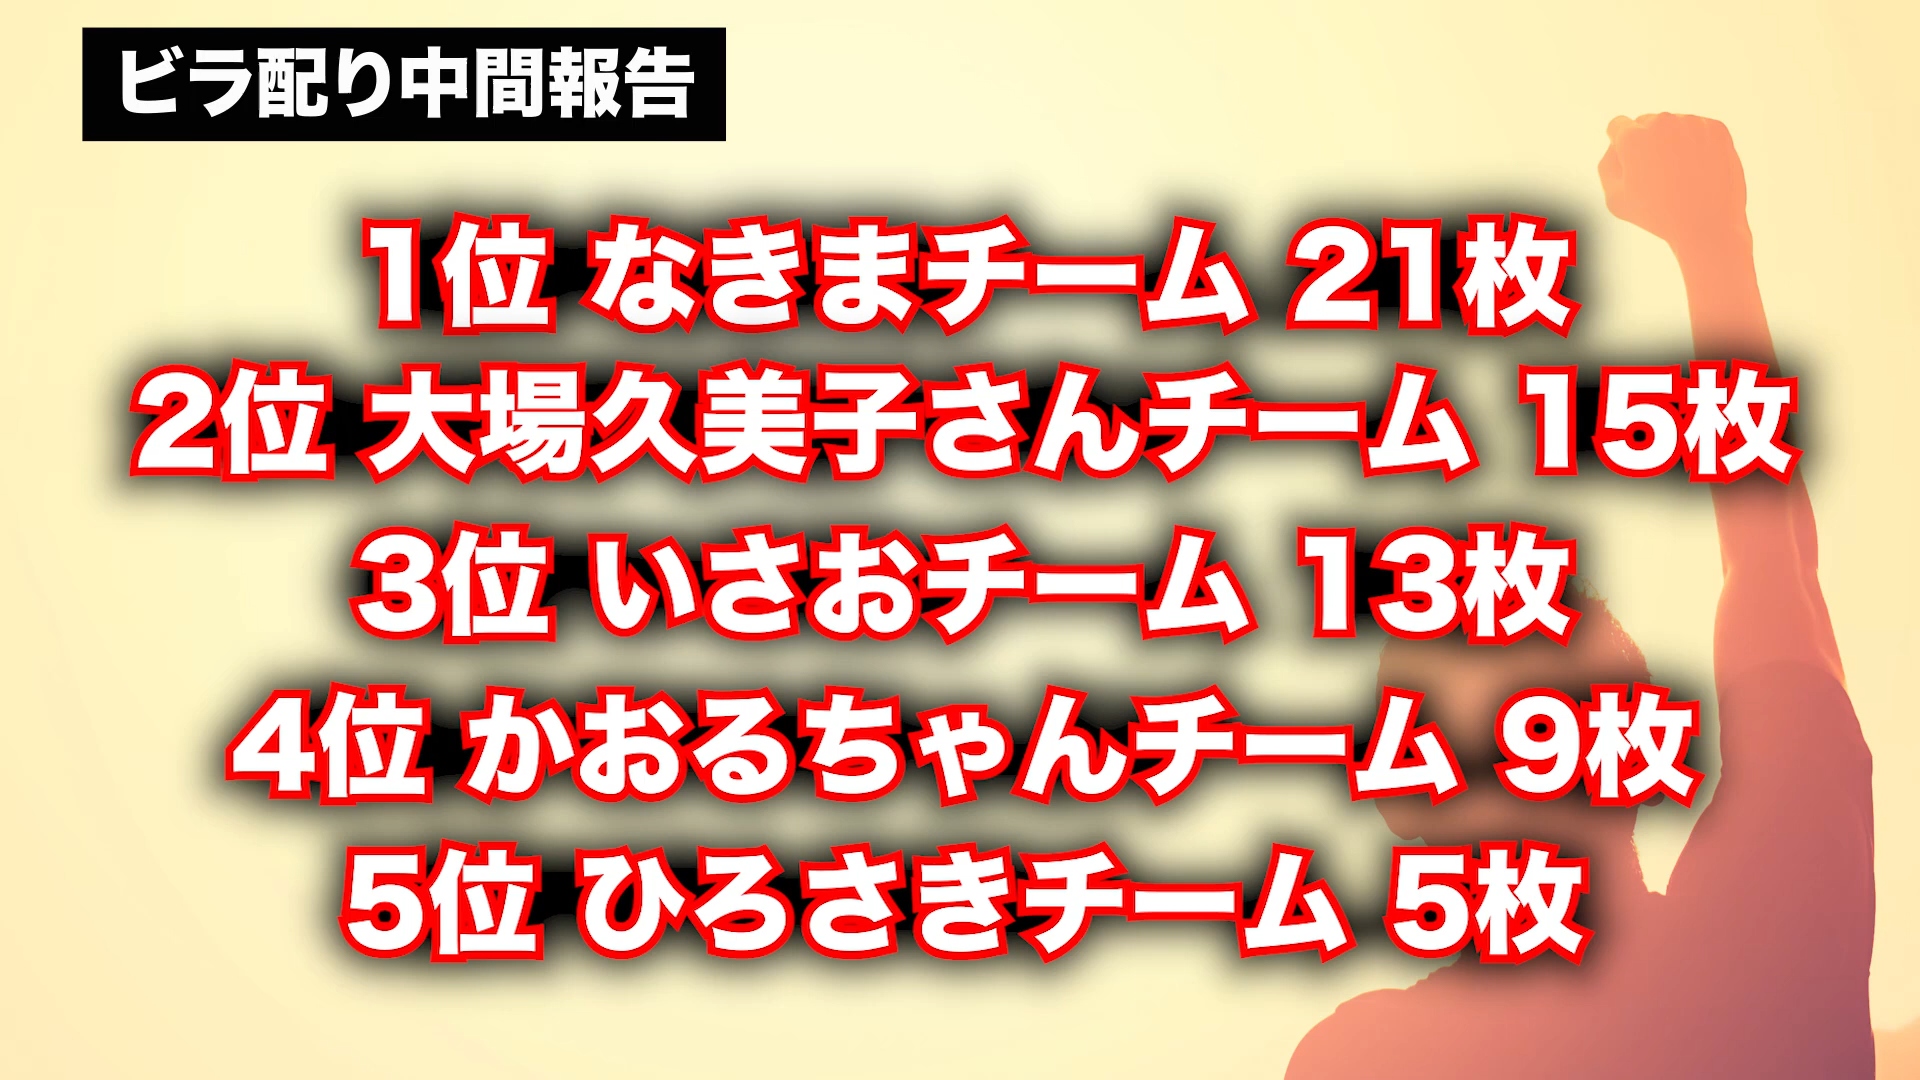 ビラ配り中間報告
1位 なきまチーム 21枚
2位 大場久美子さんチーム 15枚
3位 いさおチーム 13枚
4位 かおるちゃんチーム 9枚
5位 ひろさきチーム 5枚